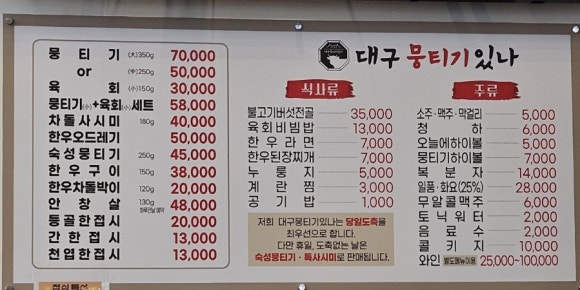 대구 뭉티기 있나
뭉티기 (大)350g 70,000
or (中)250g 50,000
육회 (小)150g 30,000
뭉티기(小)+육회(小)세트 58,000
차돌사시미 180g 40,000
한우오드레기 50,000
숙성뭉티기 250g 45,000
한우구이 150g 38,000
한우차돌박이 120g 20,000
안창살 130g 48,000
등골한접시 20,000
간한접시 13,000
천엽한접시 13,000
식사류
불고기버섯전골 35,000
육회비빔밥 13,000
한우라면 7,000
한우된장찌개 7,000
누룽지 5,000
계란찜 3,000
공기밥 1,000
저희 대구뭉티기있나는 당일도축을
최우선으로 합니다.
다만 휴일, 도축없는 날은
숙성뭉티기·특사시미로 판매됩니다.
주류
소주·맥주·막걸리 5,000
청하 6,000
오늘에하이볼 5,000
뭉티기하이볼 7,000
복분자 14,000
일품·화요(25%) 28.000
무알콜맥주 6,000
토닉워터 2,000
음료수 2,000
콜키지 10,000
와인 별도메뉴이용 25,000~100,000